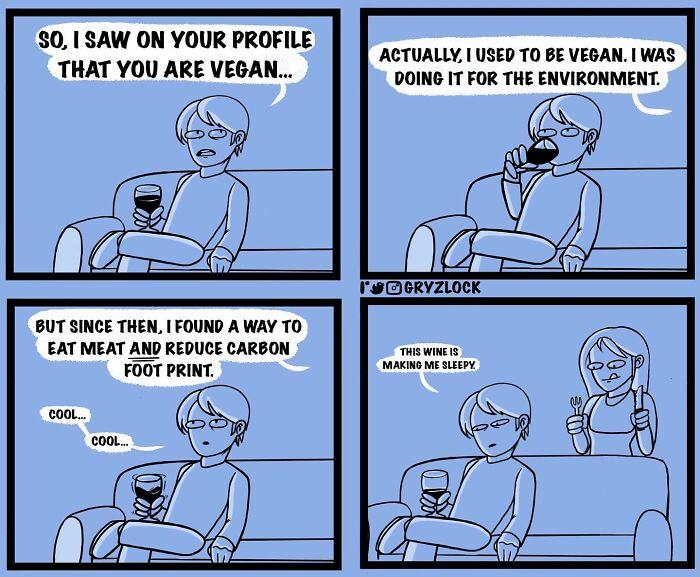 SO, I SAW ON YOUR PROFILE
THAT YOU ARE VEGAN...
ACTUALLY, I USED TO BE VEGAN. I WAS
DOING IT FOR THE ENVIRONMENT.
GRYZLOCK
BUT SINCE THEN, I FOUND A WAY TO
EAT MEAT AND REDUCE CARBON
FOOT PRINT.
COOL...
COOL...
THIS WINE IS
MAKING ME SLEEPY.